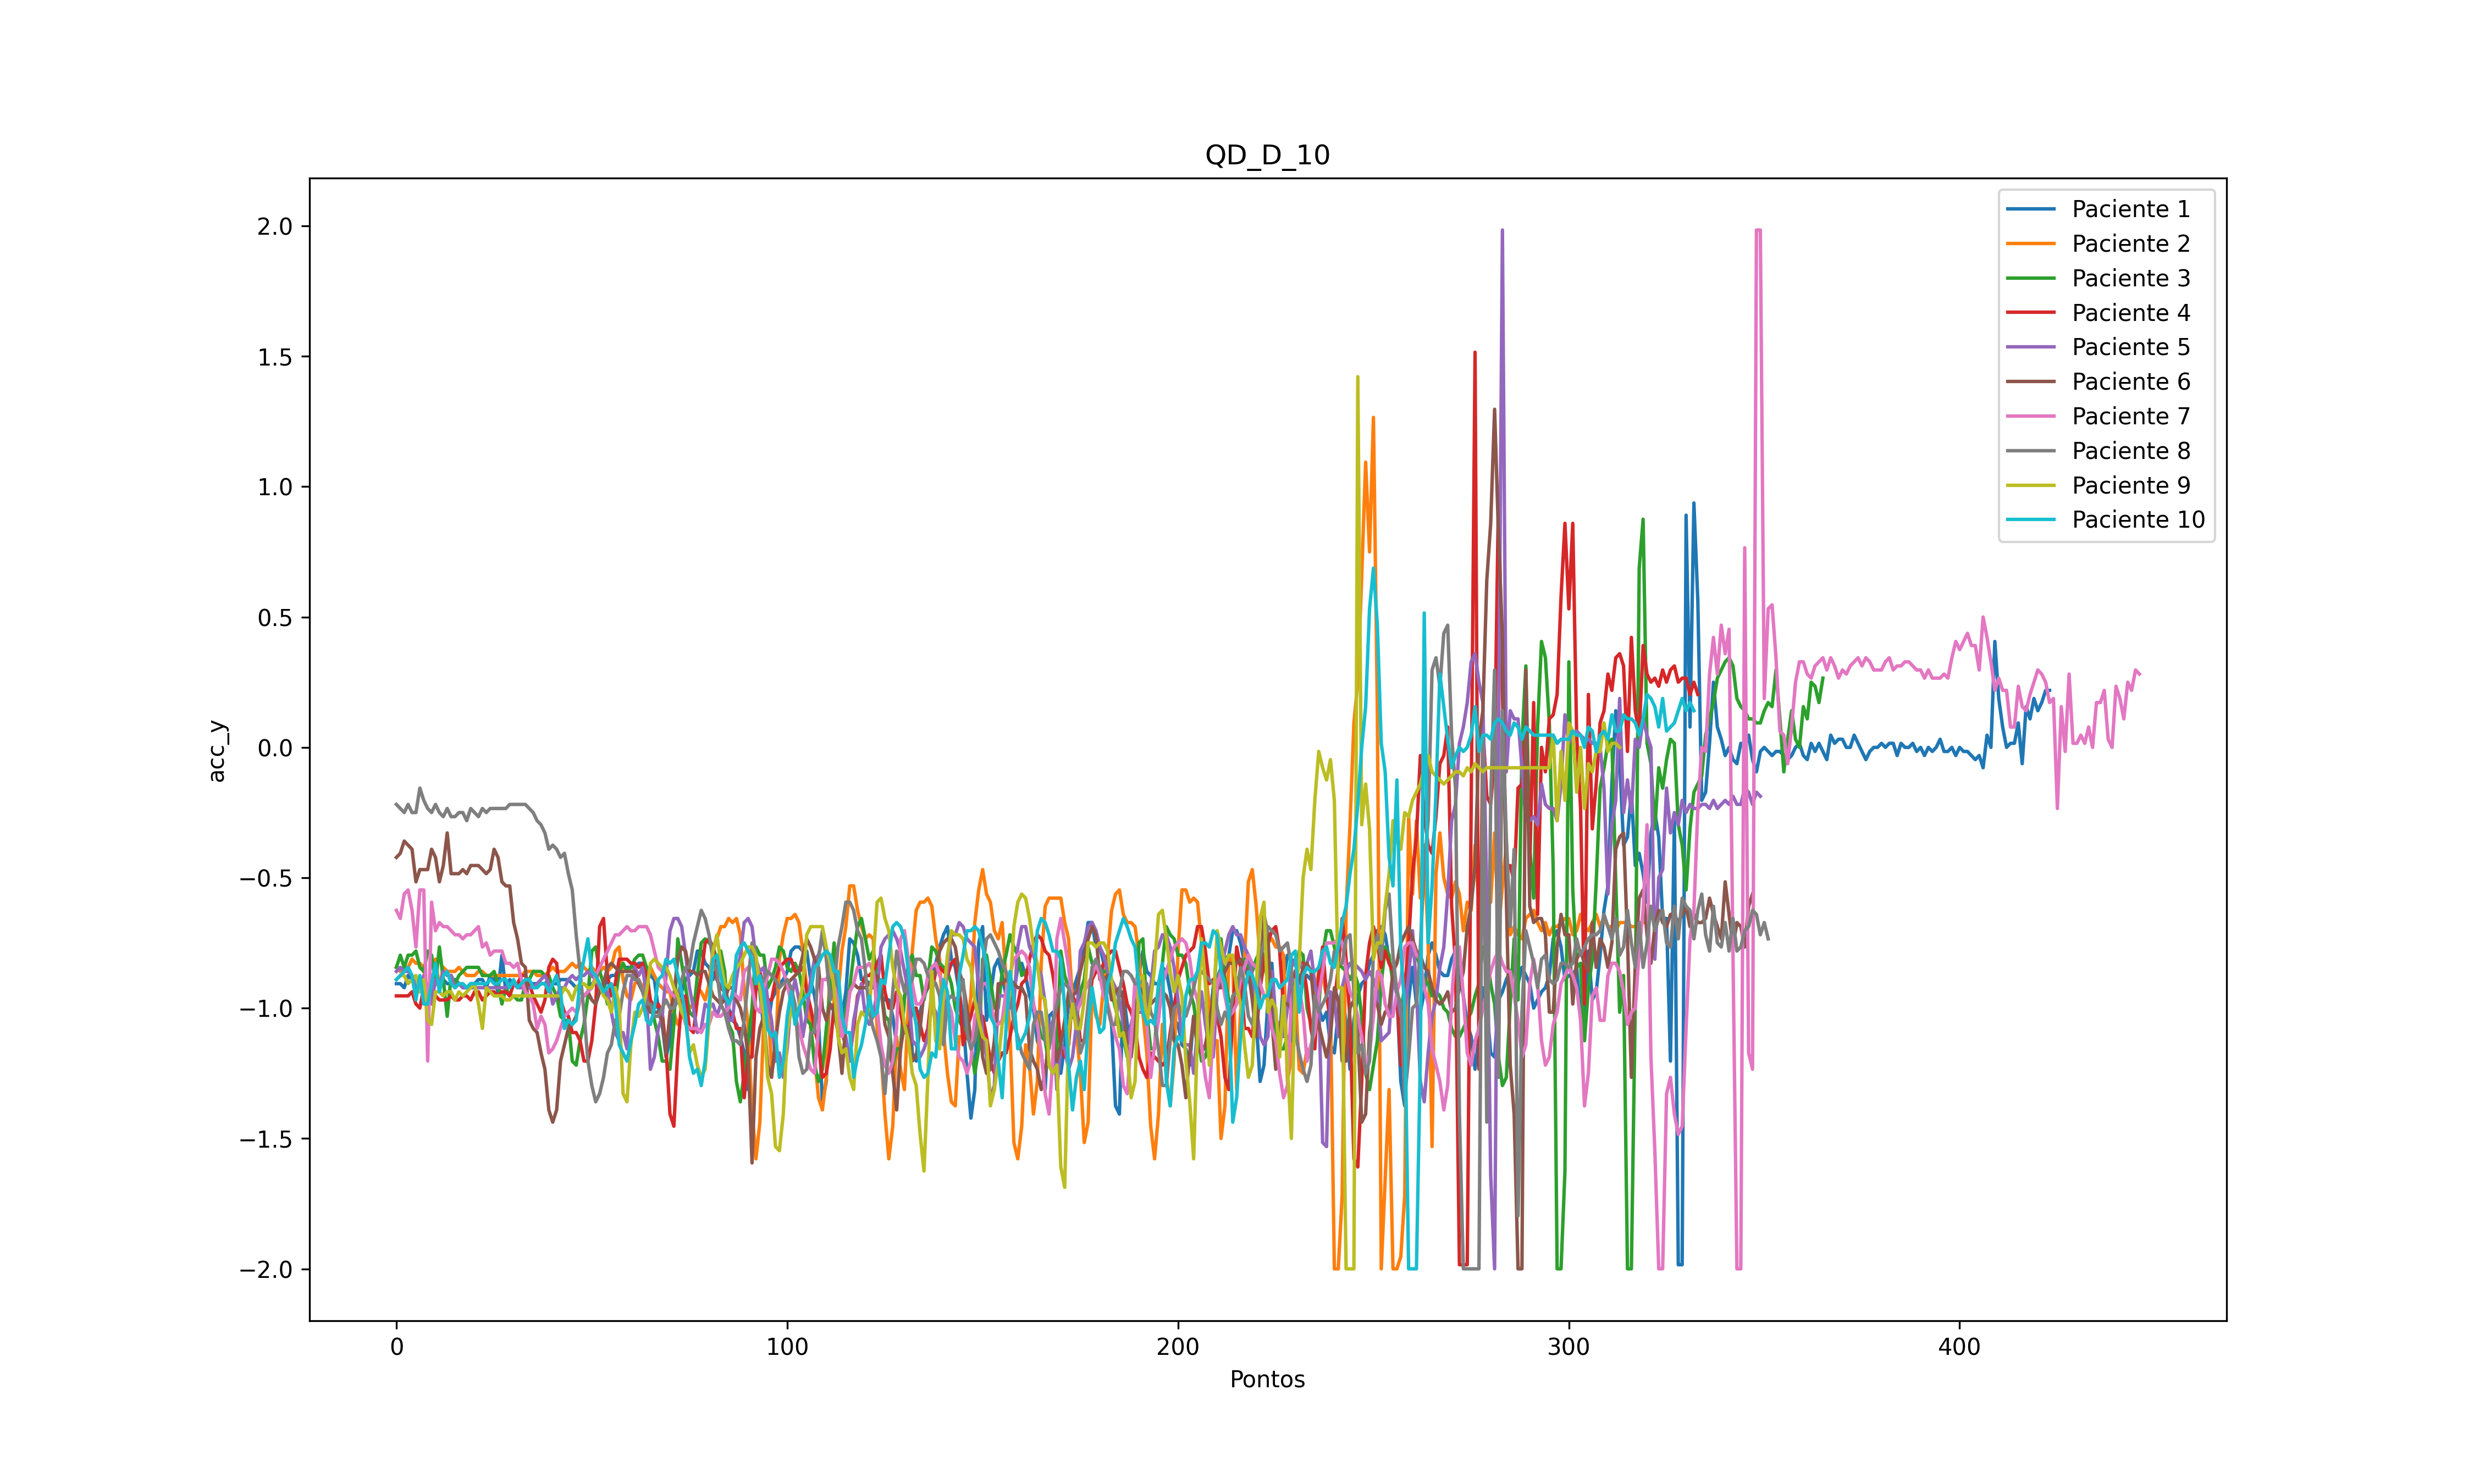 QD_D_10
acc_y
2.0
1.5
1.0
0.5
0.0
−0.5
−1.0
−1.5
−2.0
0
100
200
300
400
Pontos
Paciente 1
Paciente 2
Paciente 3
Paciente 4
Paciente 5
Paciente 6
Paciente 7
Paciente 8
Paciente 9
Paciente 10